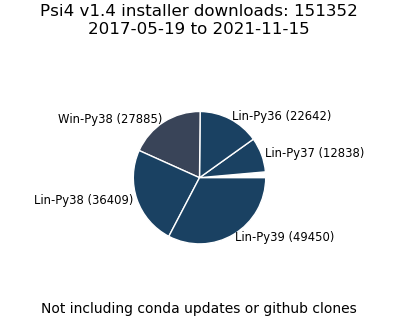 Psi4 v1.4 installer downloads: 151352
2017-05-19 to 2021-11-15
Win-Py38 (27885)
Lin-Py36 (22642)
Lin-Py37 (12838)
Lin-Py38 (36409)
Lin-Py39 (49450)
Not including conda updates or github clones